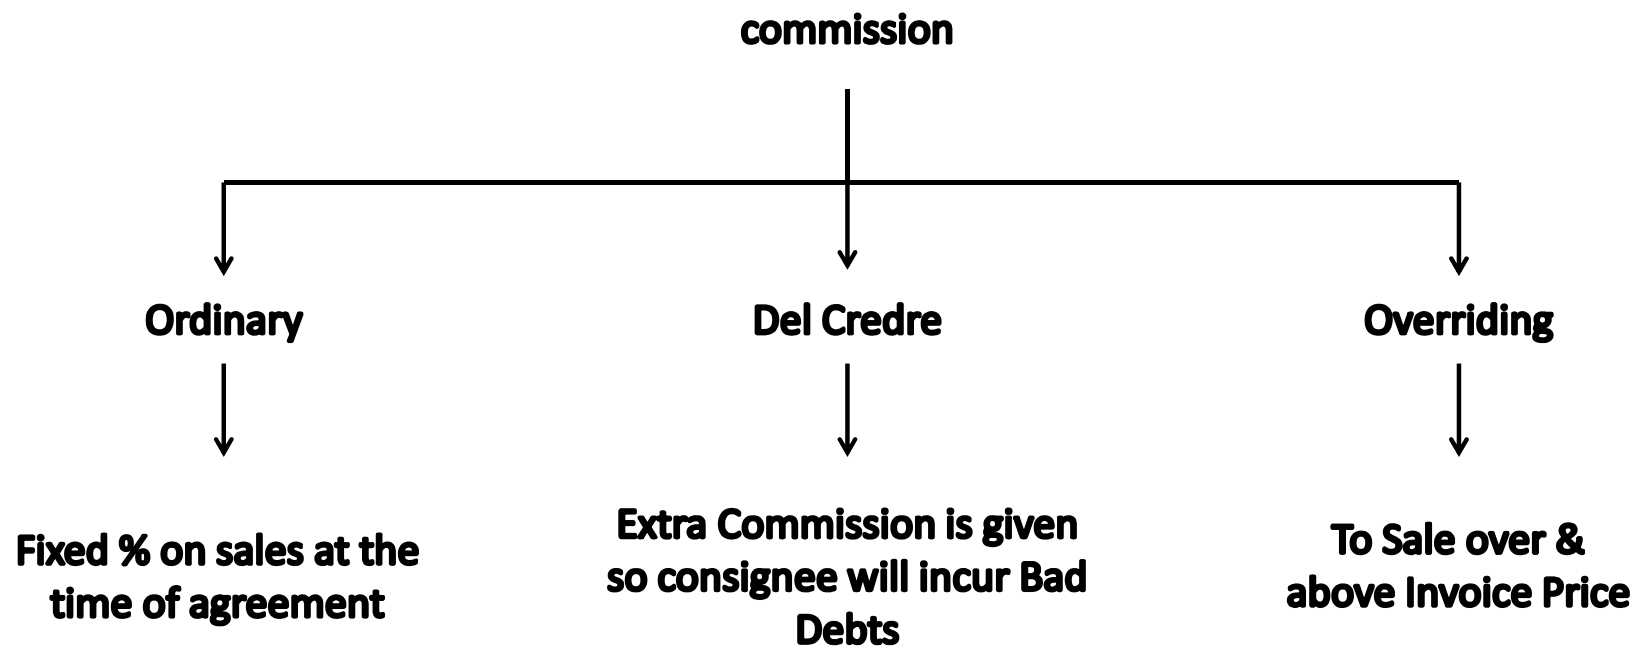 commission
Ordinary
Del Credre
Overriding
Fixed % on sales at the
time of agreement
Extra Commission is given
so consignee will incur Bad
Debts
To Sale over &
above Invoice Price